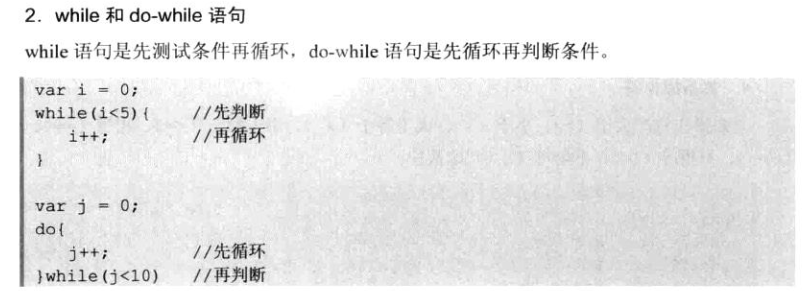 2. while 和 do-while 语句
while 语句是先测试条件再循环，do-while 语句是先循环再判断条件。
var i = 0;
while(i<5){ //先判断
i++; //再循环
}
var j = 0;
do{
j++; //先循环
}while(j<10) //再判断